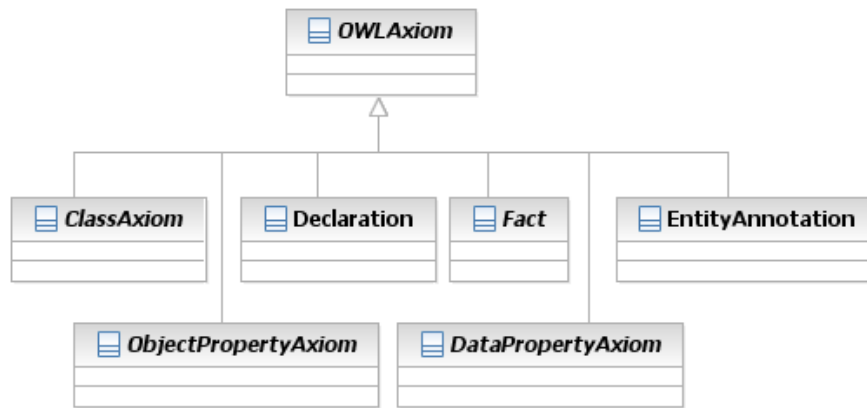 OWLAxiom
ClassAxiom
Declaration
Fact
EntityAnnotation
ObjectPropertyAxiom
DataPropertyAxiom